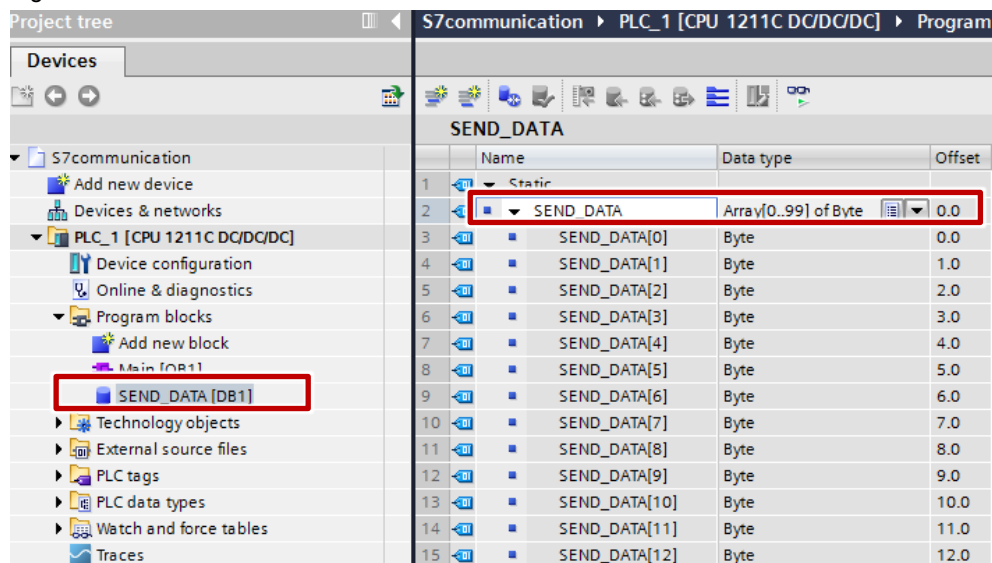 Project tree
S7communication ▸ PLC_1 [CPU 1211C DC/DC/DC] ▸ Program
Devices
SEND_DATA
Name Data type Offset
S7communication
Add new device
Devices & networks
PLC_1 [CPU 1211C DC/DC/DC]
Device configuration
Online & diagnostics
Program blocks
Add new block
Main [OB1]
SEND_DATA [DB1]
Technology objects
External source files
PLC tags
PLC data types
Watch and force tables
Traces
1 Static
2 SEND_DATA Array[0..99] of Byte 0.0
3 SEND_DATA[0] Byte 0.0
4 SEND_DATA[1] Byte 1.0
5 SEND_DATA[2] Byte 2.0
6 SEND_DATA[3] Byte 3.0
7 SEND_DATA[4] Byte 4.0
8 SEND_DATA[5] Byte 5.0
9 SEND_DATA[6] Byte 6.0
10 SEND_DATA[7] Byte 7.0
11 SEND_DATA[8] Byte 8.0
12 SEND_DATA[9] Byte 9.0
13 SEND_DATA[10] Byte 10.0
14 SEND_DATA[11] Byte 11.0
15 SEND_DATA[12] Byte 12.0